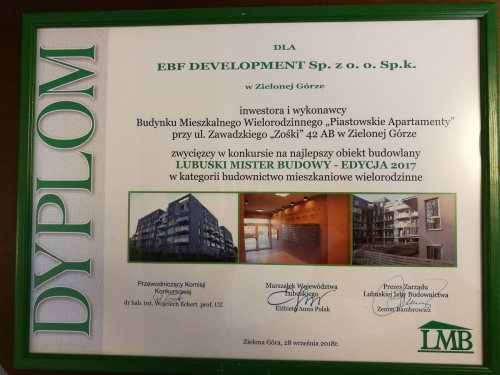 DYPLOM
DLA
EBF DEVELOPMENT Sp. z o. o. Sp.k.
w Zielonej Górze
inwestora i wykonawcy
Budynku Mieszkalnego Wielorodzinnego „Piastowskie Apartamenty”
przy ul. Zawadzkiego „Zośki” 42 AB w Zielonej Górze
zwycięzcy w konkursie na najlepszy obiekt budowlany
LUBUSKI MISTER BUDOWY - EDYCJA 2017
w kategorii budownictwo mieszkaniowe wielorodzinne
Przewodniczący Komisji
Konkursowej
dr lub. inż. Wojciech Eckert prof. UZ
Marszałek Województwa
Lubuskiego
Elżbieta Anna Polak
Prezes Zarządu
Lubuskiej Izby Budownictwa
Zenon Bambrowicz
Zielona Góra, 28 września 2018r.
LMB